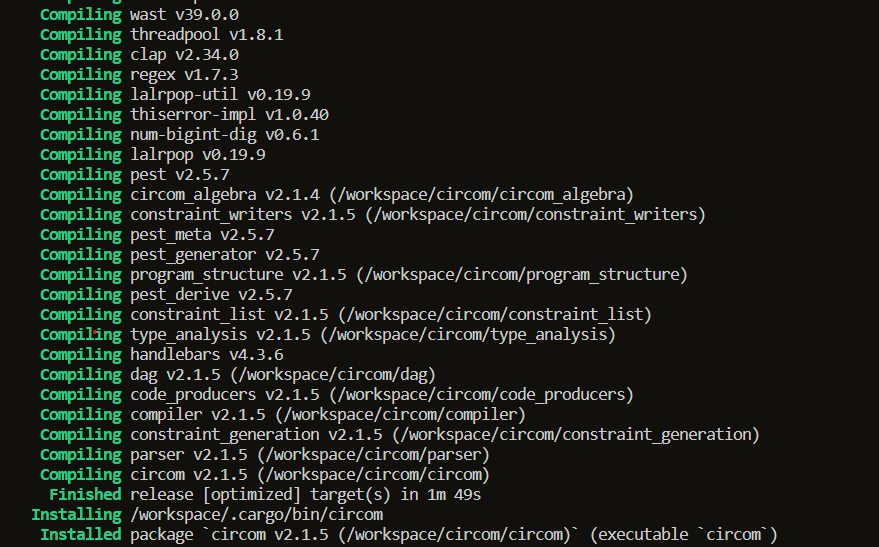 Compiling wast v39.0.0
Compiling threadpool v1.8.1
Compiling clap v2.34.0
Compiling regex v1.7.3
Compiling lalrpop-util v0.19.9
Compiling thiserror-impl v1.0.40
Compiling num-bigint-dig v0.6.1
Compiling lalrpop v0.19.9
Compiling pest v2.5.7
Compiling circom_algebra v2.1.4 (/workspace/circom/circom_algebra)
Compiling constraint_writers v2.1.5 (/workspace/circom/constraint_writers)
Compiling pest_meta v2.5.7
Compiling pest_generator v2.5.7
Compiling program_structure v2.1.5 (/workspace/circom/program_structure)
Compiling pest_derive v2.5.7
Compiling constraint_list v2.1.5 (/workspace/circom/constraint_list)
Compiling type_analysis v2.1.5 (/workspace/circom/type_analysis)
Compiling handlebars v4.3.6
Compiling dag v2.1.5 (/workspace/circom/dag)
Compiling code_producers v2.1.5 (/workspace/circom/code_producers)
Compiling compiler v2.1.5 (/workspace/circom/compiler)
Compiling constraint_generation v2.1.5 (/workspace/circom/constraint_generation)
Compiling parser v2.1.5 (/workspace/circom/parser)
Compiling circom v2.1.5 (/workspace/circom/circom)
Finished release [optimized] target(s) in 1m 49s
Installing /workspace/.cargo/bin/circom
Installed package `circom v2.1.5 (/workspace/circom/circom)` (executable `circom`)